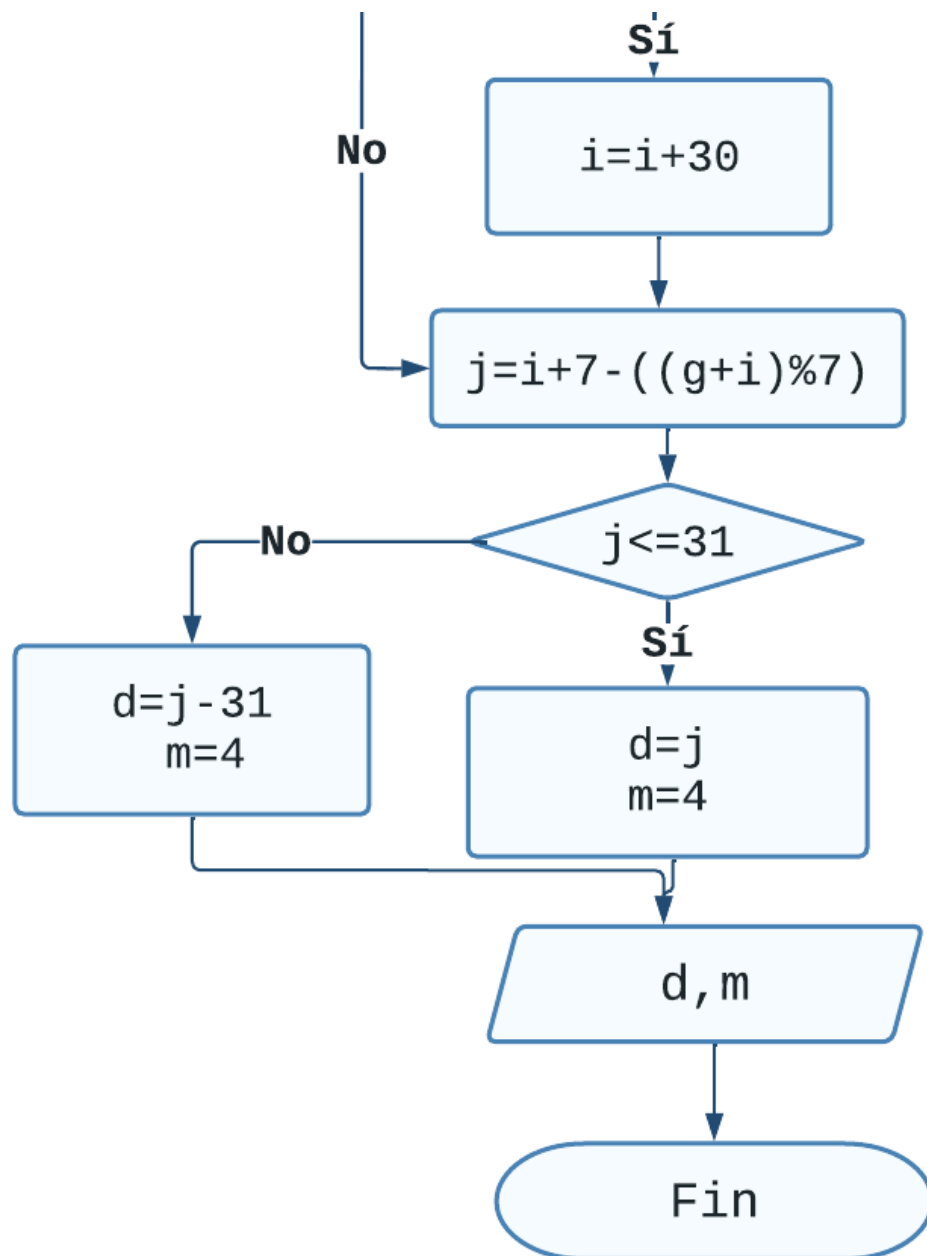 Sí
No
i=i+30
j=i+7-((g+i)%7)
j<=31
No
Sí
d=j-31
m=4
d=j
m=4
d,m
Fin